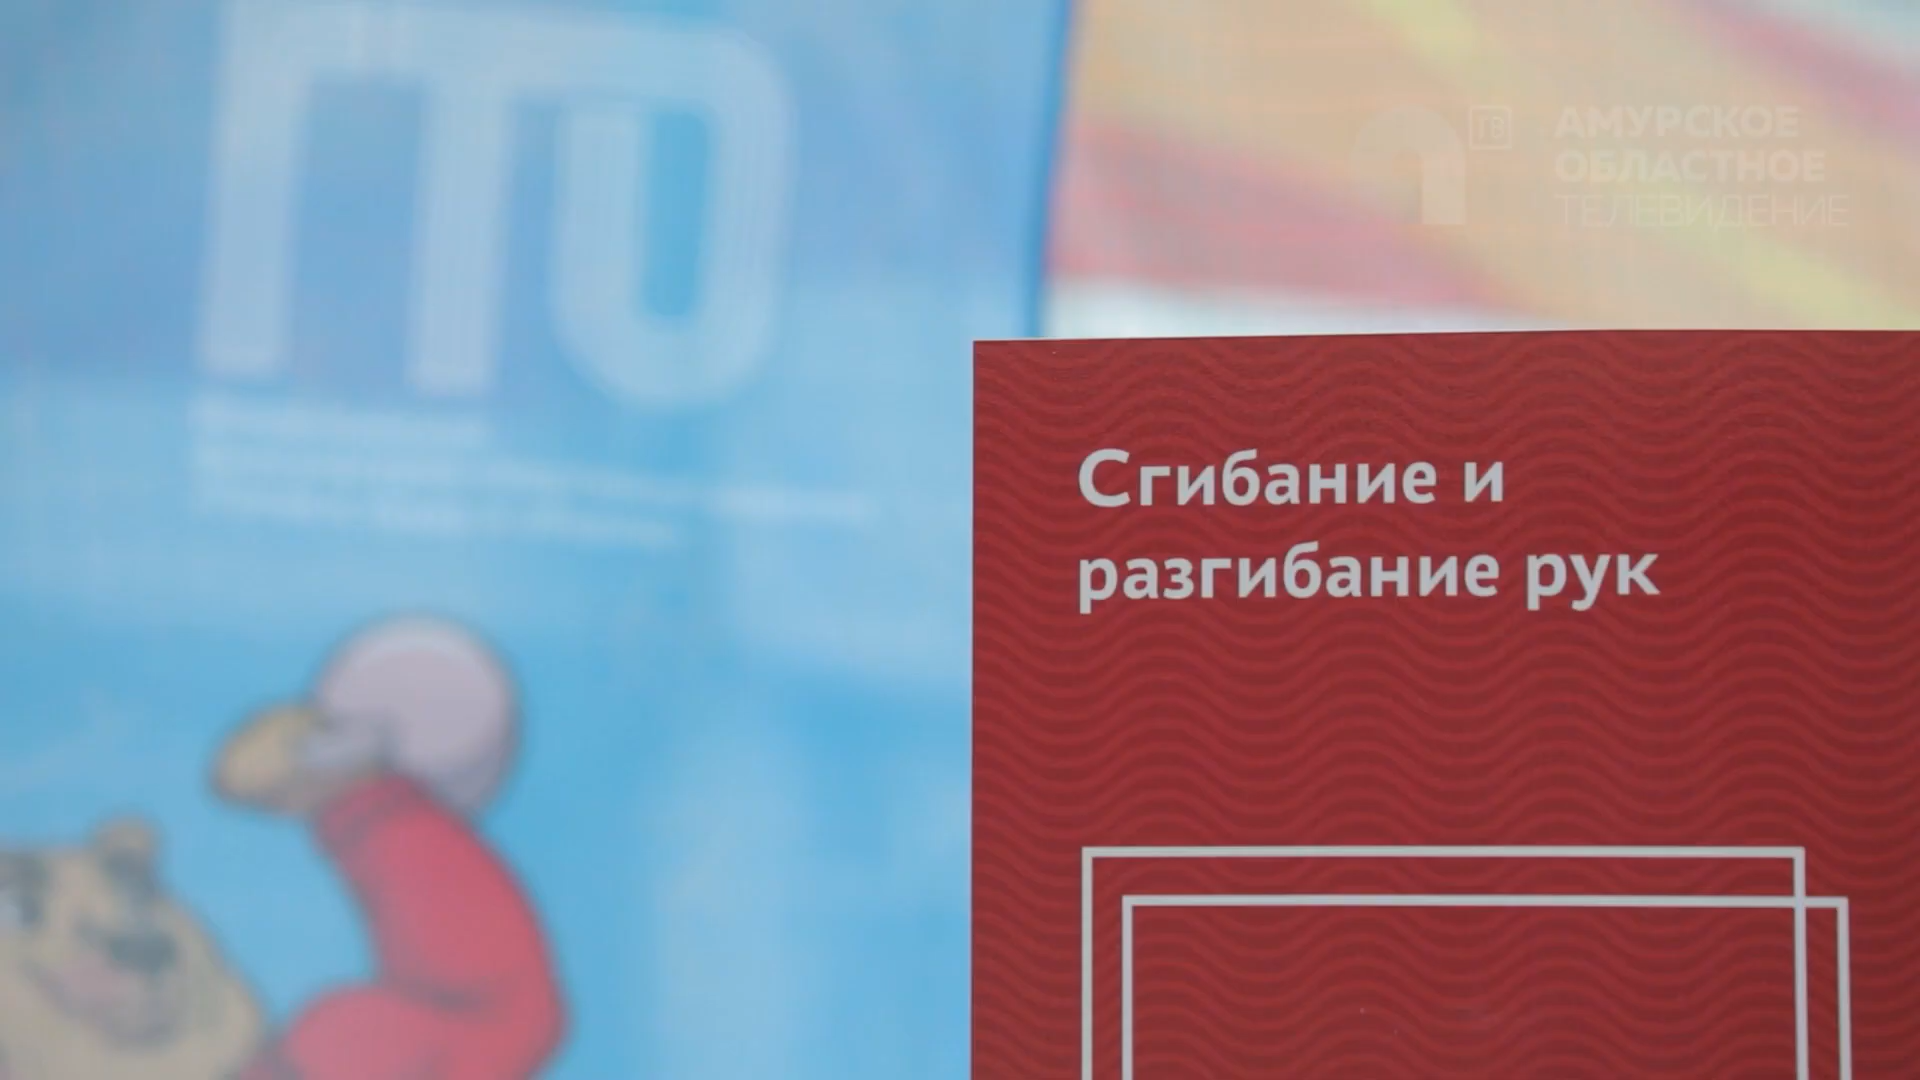 ГТО
ТВ
АМУРСКОЕ
ОБЛАСТНОЕ
ТЕЛЕВИДЕНИЕ
Сгибание и
разгибание рук